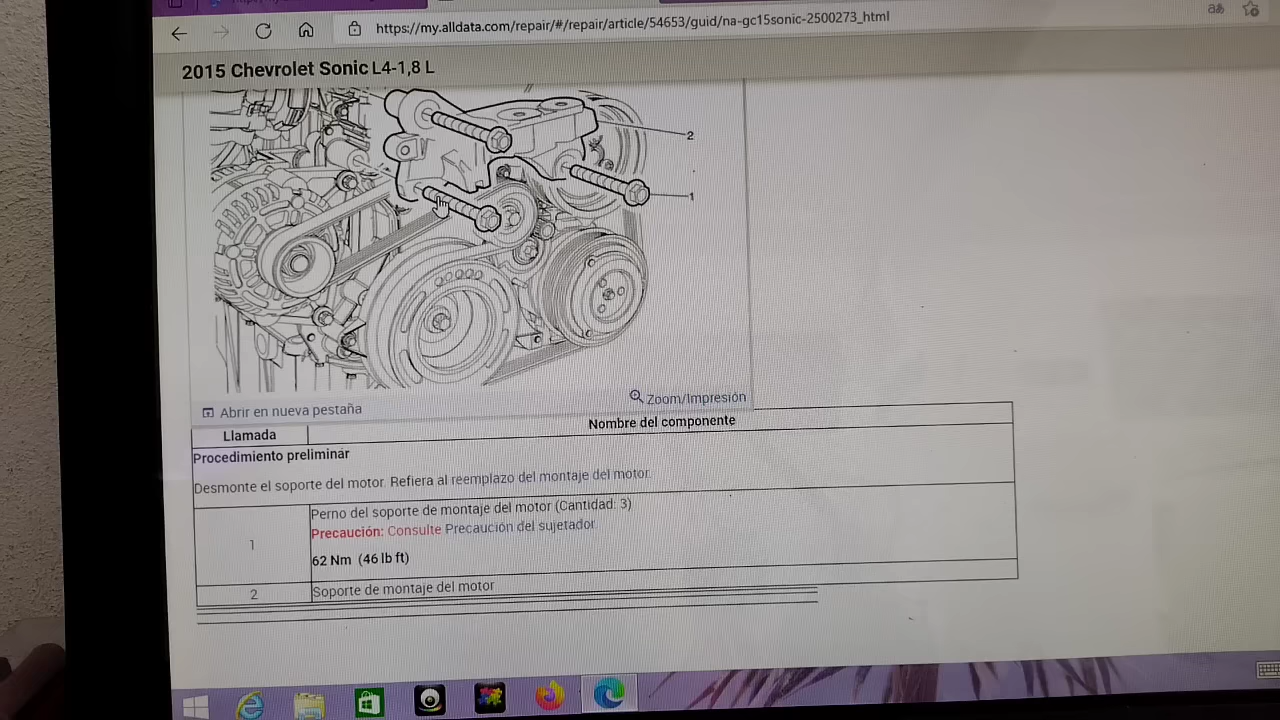 https://my.alldata.com/repair/#/repair/article/54653/guid/na-gc15sonic-2500273_html
2015 Chevrolet Sonic L4-1,8 L
2
1
Abrir en nueva pestaña
Zoom/Impresión
Llamada
Nombre del componente
Procedimiento preliminar
Desmonte el soporte del motor. Refiera al reemplazo del montaje del motor.
1
Perno del soporte de montaje del motor (Cantidad: 3)
Precaución: Consulte Precaución del sujetador.
62 Nm (46 lb ft)
2
Soporte de montaje del motor